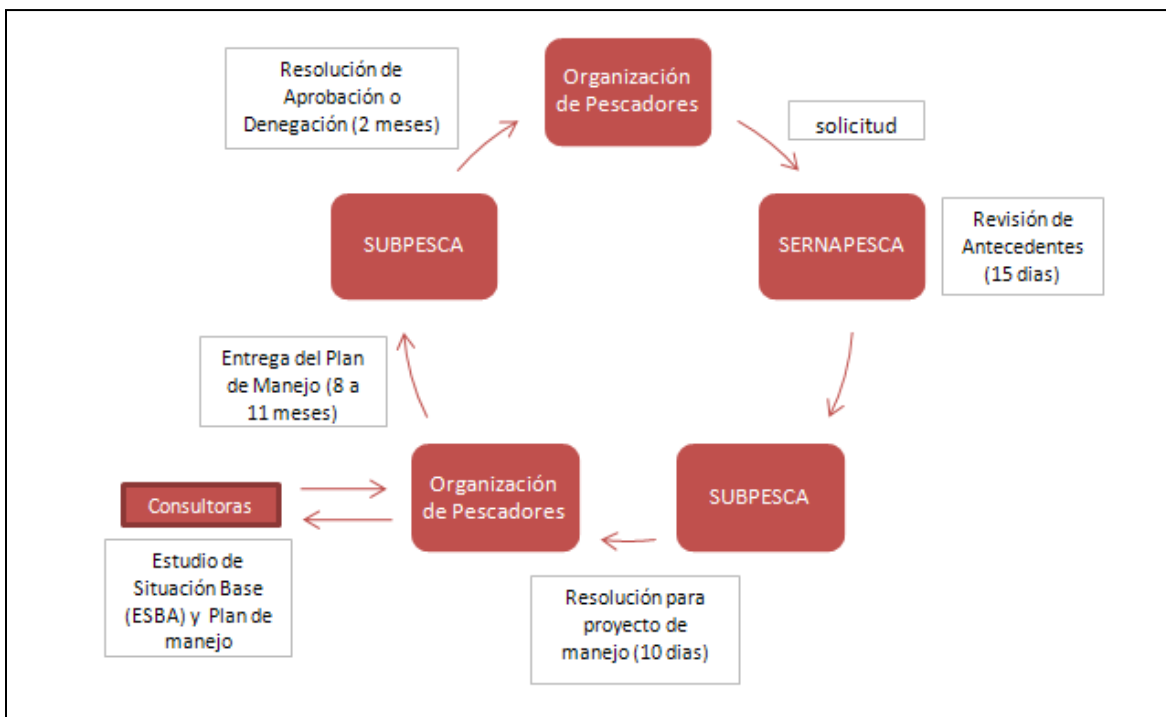 Organización
de Pescadores
solicitud
SERNAPESCA
Revisión de
Antecedentes
(15 dias)
SUBPESCA
Resolución para
proyecto de
manejo (10 dias)
Organización
de Pescadores
Consultoras
Estudio de
Situación Base
(ESBA) y Plan de
manejo
Entrega del Plan
de Manejo (8 a
11 meses)
SUBPESCA
Resolución de
Aprobación o
Denegación (2 meses)